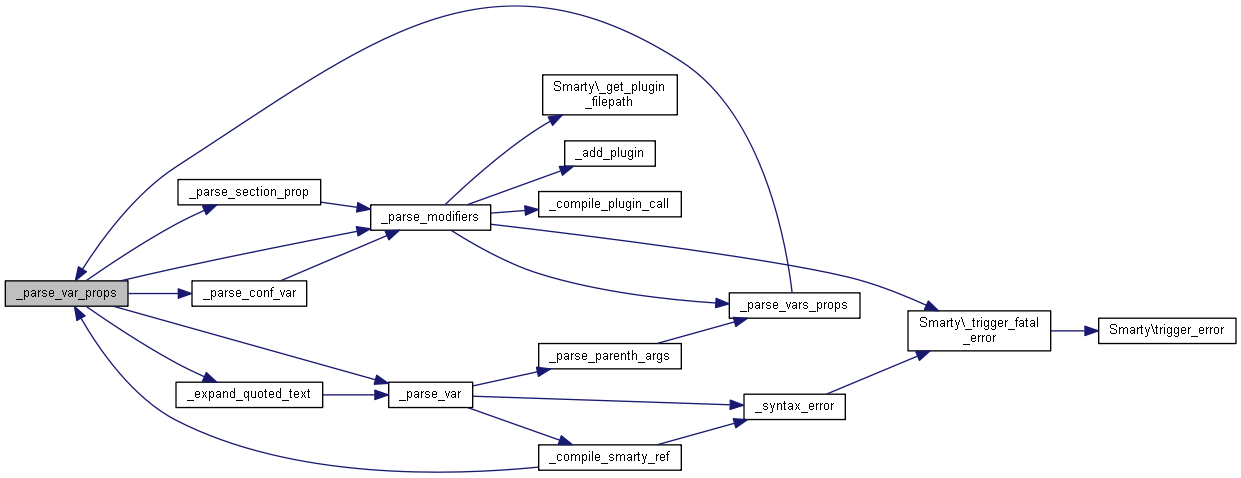 Smarty\_get_plugin
_filepath
_add_plugin
_parse_section_prop
_compile_plugin_call
_parse_modifiers
_parse_var_props
_parse_conf_var
_parse_vars_props
Smarty\_trigger_fatal
_error
Smarty\trigger_error
_parse_parenth_args
_expand_quoted_text
_parse_var
_syntax_error
_compile_smarty_ref